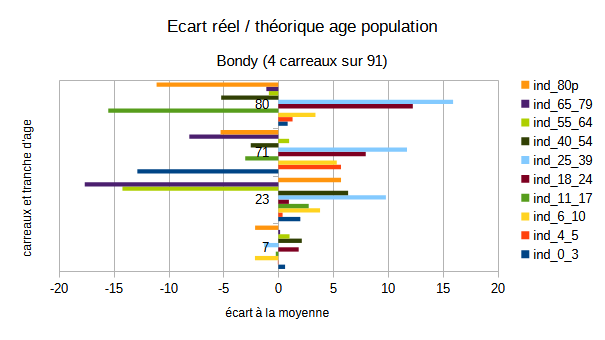 Ecart réel / théorique age population
Bondy (4 carreaux sur 91)
carreaux et trancine d'age
80
71
23
7
-20 -15 -10 -5 0 5 10 15 20
écart à la moyenne
ind_80p
ind_65_79
ind_55_64
ind_40_54
ind_25_39
ind_18_24
ind_11_17
ind_6_10
ind_4_5
ind_0_3